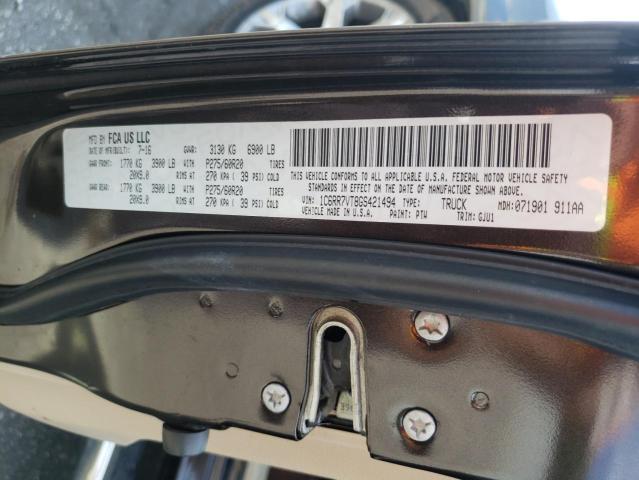 MFD BY FCA US LLC
DATE OF MFR(BUILT): 7-16 GVWR: 3130 KG 6900 LB
GAWR FRONT: 1770 KG 3900 LB WITH P275/60R20 TIRES
20X9.0 RIMS AT 270 KPA ( 39 PSI) COLD
GAWR REAR: 1770 KG 3900 LB WITH P275/60R20 TIRES
20X9.0 RIMS AT 270 KPA ( 39 PSI) COLD
THIS VEHICLE CONFORMS TO ALL APPLICABLE U.S.A. FEDERAL MOTOR VEHICLE SAFETY
STANDARDS IN EFFECT ON THE DATE OF MANUFACTURE SHOWN ABOVE.
VIN: 1C6RR7VT8GS421494 TYPE: TRUCK MDH: 071901 911AA
VEHICLE MADE IN U.S.A. PAINT: PTW TRIM: GJU1